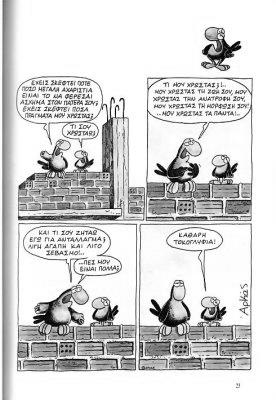 ΕΧΕΙΣ ΣΚΕΦΤΕΙ ΠΟΤΕ
ΠΟΣΟ ΜΕΓΑΛΗ ΑΧΑΡΙΣΤΙΑ
ΕΙΝΑΙ ΤΟ ΝΑ ΦΕΡΕΣΑΙ
ΑΣΧΗΜΑ ΣΤΟΝ ΠΑΤΕΡΑ ΣΟΥ;
ΕΧΕΙΣ ΣΚΕΦΤΕΙ ΠΟΣΑ
ΠΡΑΓΜΑΤΑ ΜΟΥ ΧΡΩΣΤΑΣ;
ΤΙ ΣΟΥ
ΧΡΩΣΤΑΩ;
ΤΙ ΜΟΥ ΧΡΩΣΤΑΣ;!..
ΜΟΥ ΧΡΩΣΤΑΣ ΤΗ ΖΩΗ ΣΟΥ, ΜΟΥ
ΧΡΩΣΤΑΣ ΤΗΝ ΑΝΑΤΡΟΦΗ ΣΟΥ,
ΜΟΥ ΧΡΩΣΤΑΣ ΤΗ ΜΟΡΦΩΣΗ ΣΟΥ!...
...ΜΟΥ ΧΡΩΣΤΑΣ ΤΑ ΠΑΝΤΑ!..
ΚΑΙ ΤΙ ΣΟΥ ΖΗΤΑΩ
ΕΓΩ ΓΙΑ ΑΝΤΑΛΛΑΓΜΑ;
ΛΙΓΗ ΑΓΑΠΗ ΚΑΙ ΛΙΓΟ
ΣΕΒΑΣΜΟ!..
...ΠΕΣ ΜΟΥ
ΕΙΝΑΙ ΠΟΛΛΑ;
ΚΑΘΑΡΗ
ΤΟΚΟΓΛΥΦΙΑ!
Αρκάς